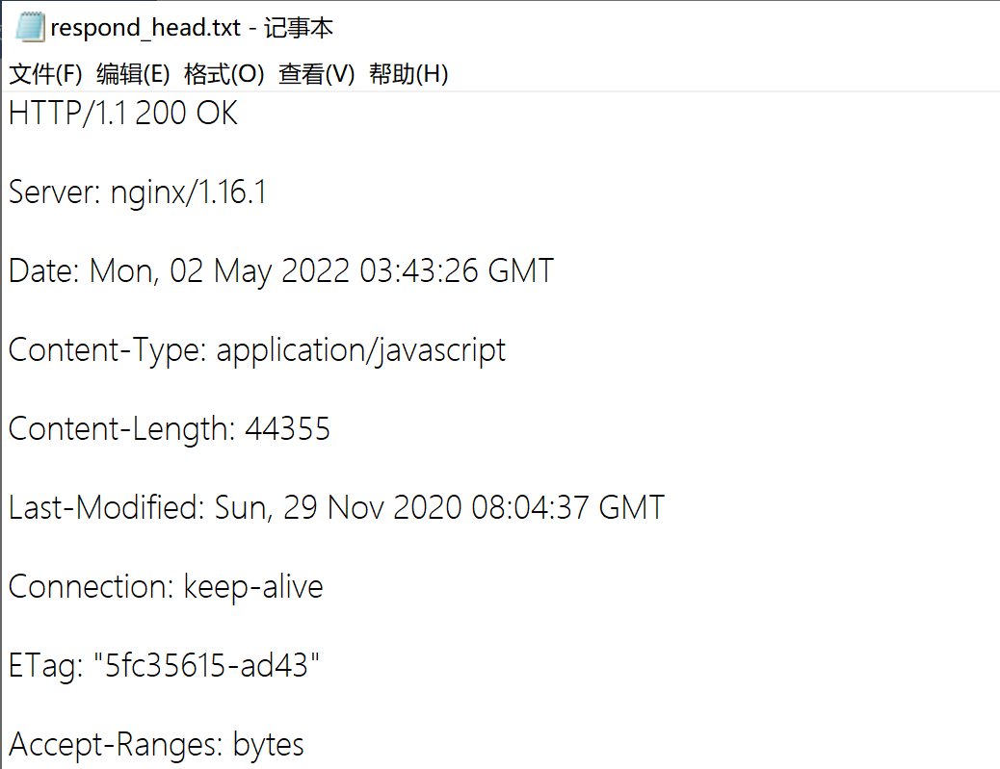 respond_head.txt - 记事本
文件(F) 编辑(E) 格式(O) 查看(V) 帮助(H)
HTTP/1.1 200 OK
Server: nginx/1.16.1
Date: Mon, 02 May 2022 03:43:26 GMT
Content-Type: application/javascript
Content-Length: 44355
Last-Modified: Sun, 29 Nov 2020 08:04:37 GMT
Connection: keep-alive
ETag: "5fc35615-ad43"
Accept-Ranges: bytes